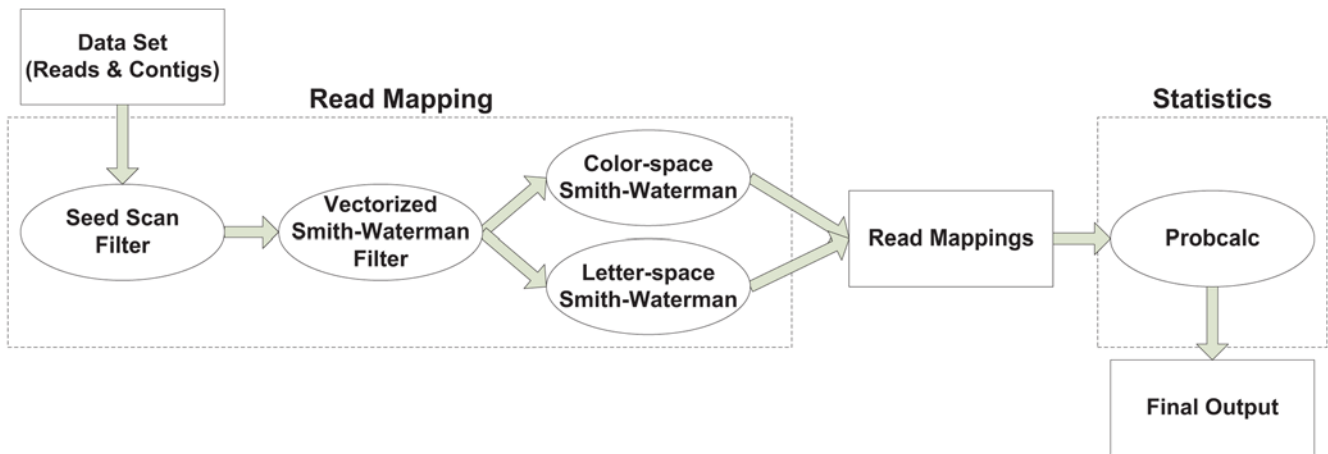 Data Set
(Reads & Contigs)
Read Mapping
Statistics
Seed Scan
Filter
Vectorized
Smith-Waterman
Filter
Color-space
Smith-Waterman
Letter-space
Smith-Waterman
Read Mappings
Probcalc
Final Output